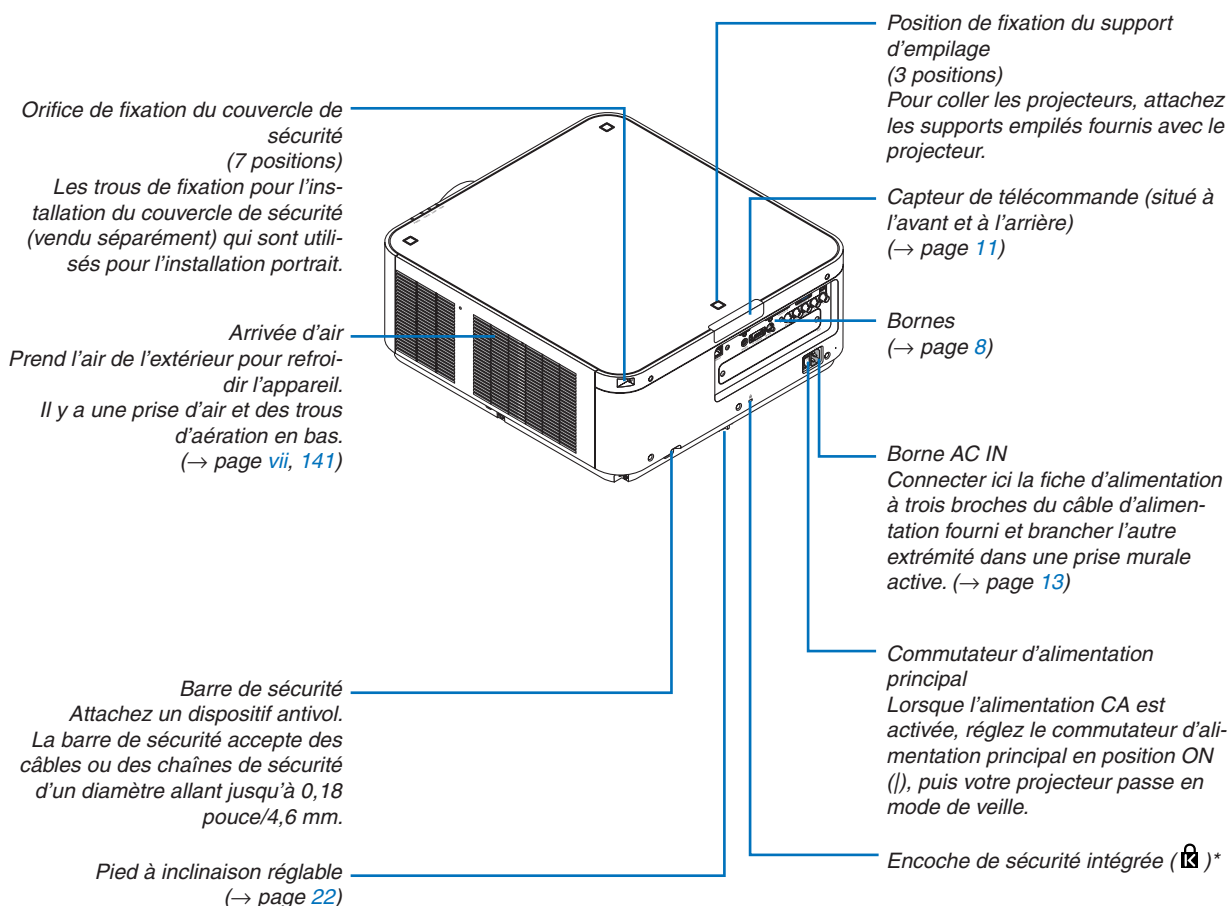 Orifice de fixation du couvercle de
sécurité
(7 positions)
Les trous de fixation pour l’ins-
tallation du couvercle de sécurité
(vendu séparément) qui sont utili-
sés pour l’installation portrait.
Arrivée d’air
Prend l’air de l’extérieur pour refroi-
dir l’appareil.
Il y a une prise d’air et des trous
d’aération en bas.
(→ page vii, 141)
Barre de sécurité
Attachez un dispositif antivol.
La barre de sécurité accepte des
câbles ou des chaînes de sécurité
d’un diamètre allant jusqu’à 0,18
pouce/4,6 mm.
Pied à inclinaison réglable
(→ page 22)
Position de fixation du support
d’empilage
(3 positions)
Pour coller les projecteurs, attachez
les supports empilés fournis avec le
projecteur.
Capteur de télécommande (situé à
l’avant et à l’arrière)
(→ page 11)
Bornes
(→ page 8)
Borne AC IN
Connecter ici la fiche d’alimentation
à trois broches du câble d’alimen-
tation fourni et brancher l’autre
extrémité dans une prise murale
active. (→ page 13)
Commutateur d’alimentation
principal
Lorsque l’alimentation CA est
activée, réglez le commutateur d’ali-
mentation principal en position ON
(|), puis votre projecteur passe en
mode de veille.
Encoche de sécurité intégrée ( K )*